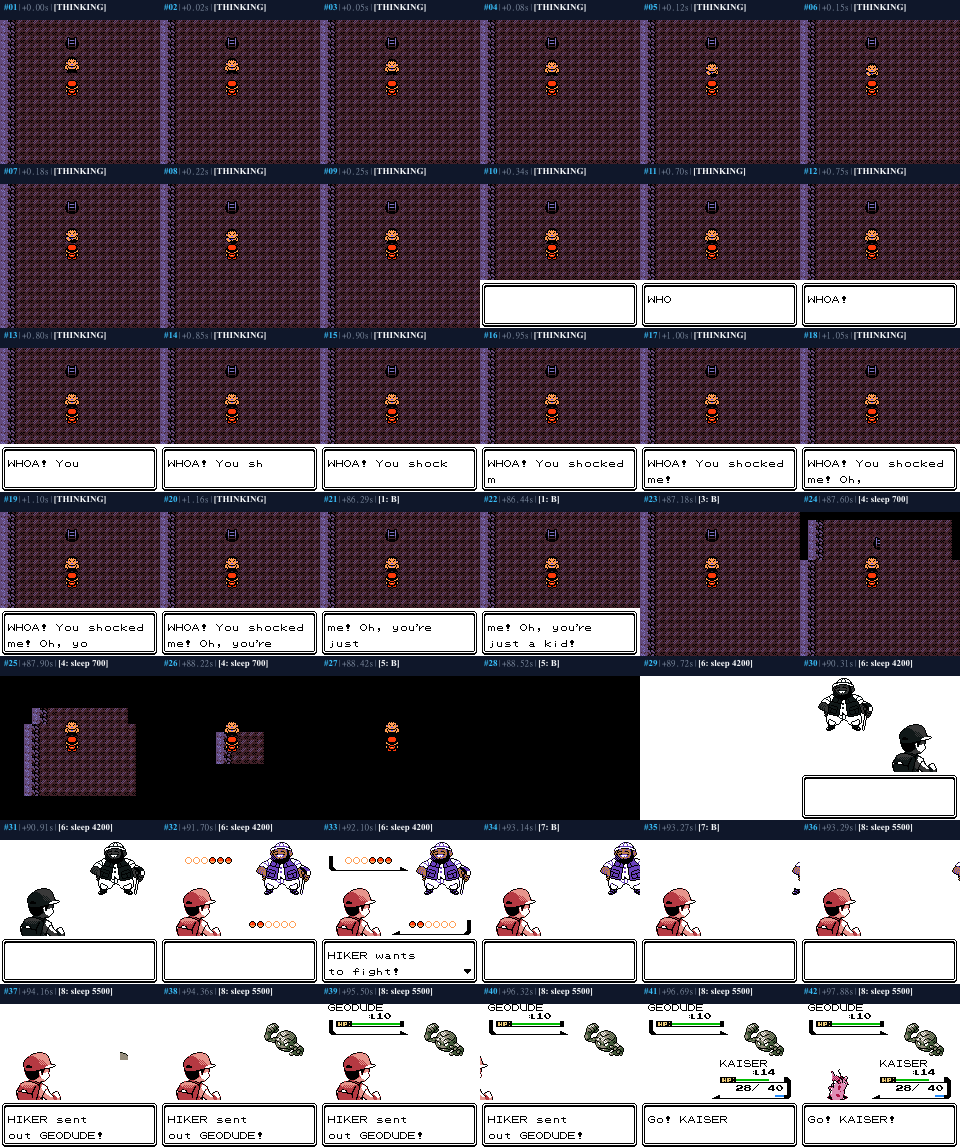 #01|+0.00s|[THINKING]
#02|+0.02s|[THINKING]
#03|+0.05s|[THINKING]
#04|+0.08s|[THINKING]
#05|+0.12s|[THINKING]
#06|+0.15s|[THINKING]
#07|+0.18s|[THINKING]
#08|+0.22s|[THINKING]
#09|+0.25s|[THINKING]
#10|+0.34s|[THINKING]
#11|+0.70s|[THINKING]
WHO
#12|+0.75s|[THINKING]
WHOA!
#13|+0.80s|[THINKING]
WHOA! You
#14|+0.85s|[THINKING]
WHOA! You sh
#15|+0.90s|[THINKING]
WHOA! You shock
#16|+0.95s|[THINKING]
WHOA! You shocked
m
#17|+1.00s|[THINKING]
WHOA! You shocked
me!
#18|+1.05s|[THINKING]
WHOA! You shocked
me! Oh,
#19|+1.10s|[THINKING]
WHOA! You shocked
me! Oh, yo
#20|+1.16s|[THINKING]
WHOA! You shocked
me! Oh, you're
#21|+86.29s|[1: B]
me! Oh, you're
just
#22|+86.44s|[1: B]
me! Oh, you're
just a kid!
#23|+87.18s|[3: B]
#24|+87.60s|[4: sleep 700]
#25|+87.90s|[4: sleep 700]
#26|+88.22s|[4: sleep 700]
#27|+88.42s|[5: B]
#28|+88.52s|[5: B]
#29|+89.72s|[6: sleep 4200]
#30|+90.31s|[6: sleep 4200]
#31|+90.91s|[6: sleep 4200]
#32|+91.70s|[6: sleep 4200]
#33|+92.10s|[6: sleep 4200]
HIKER wants
to fight!
#34|+93.14s|[7: B]
#35|+93.27s|[7: B]
#36|+93.29s|[8: sleep 5500]
#37|+94.16s|[8: sleep 5500]
HIKER sent
out GEODUDE!
#38|+94.36s|[8: sleep 5500]
HIKER sent
out GEODUDE!
#39|+95.50s|[8: sleep 5500]
GEODUDE
:L10
HP:
HIKER sent
out GEODUDE!
#40|+96.32s|[8: sleep 5500]
GEODUDE
:L10
HP:
HIKER sent
out GEODUDE!
#41|+96.69s|[8: sleep 5500]
GEODUDE
:L10
HP:
KAISER
:L14
HP:
28/ 40
Go! KAISER
#42|+97.88s|[8: sleep 5500]
GEODUDE
:L10
HP:
KAISER
:L14
HP:
28/ 40
Go! KAISER!